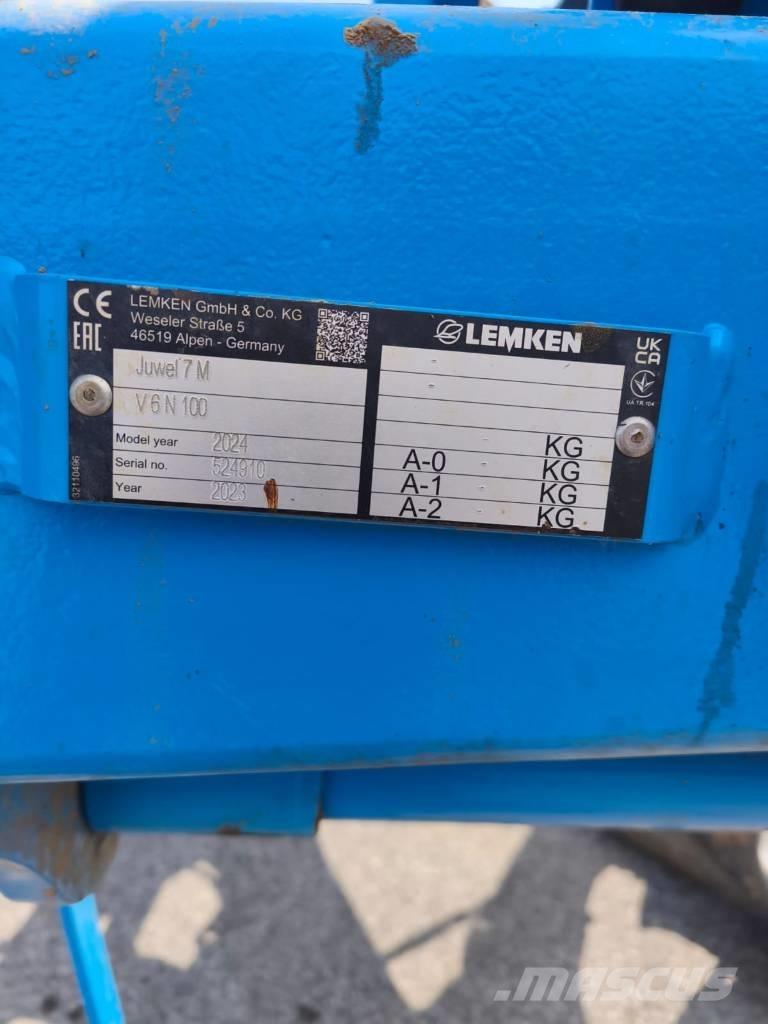 CE
EAC
LEMKEN GmbH & Co. KG
Weseler Straße 5
46519 Alpen - Germany
Juwel 7 M
V 6 N 100
Model year 2024
Serial no. 524910
Year 2023
32110496
LEMKEN
UK
CA
UA.TR.104
- KG
A-0 - KG
A-1 - KG
A-2 - KG
MASCUS